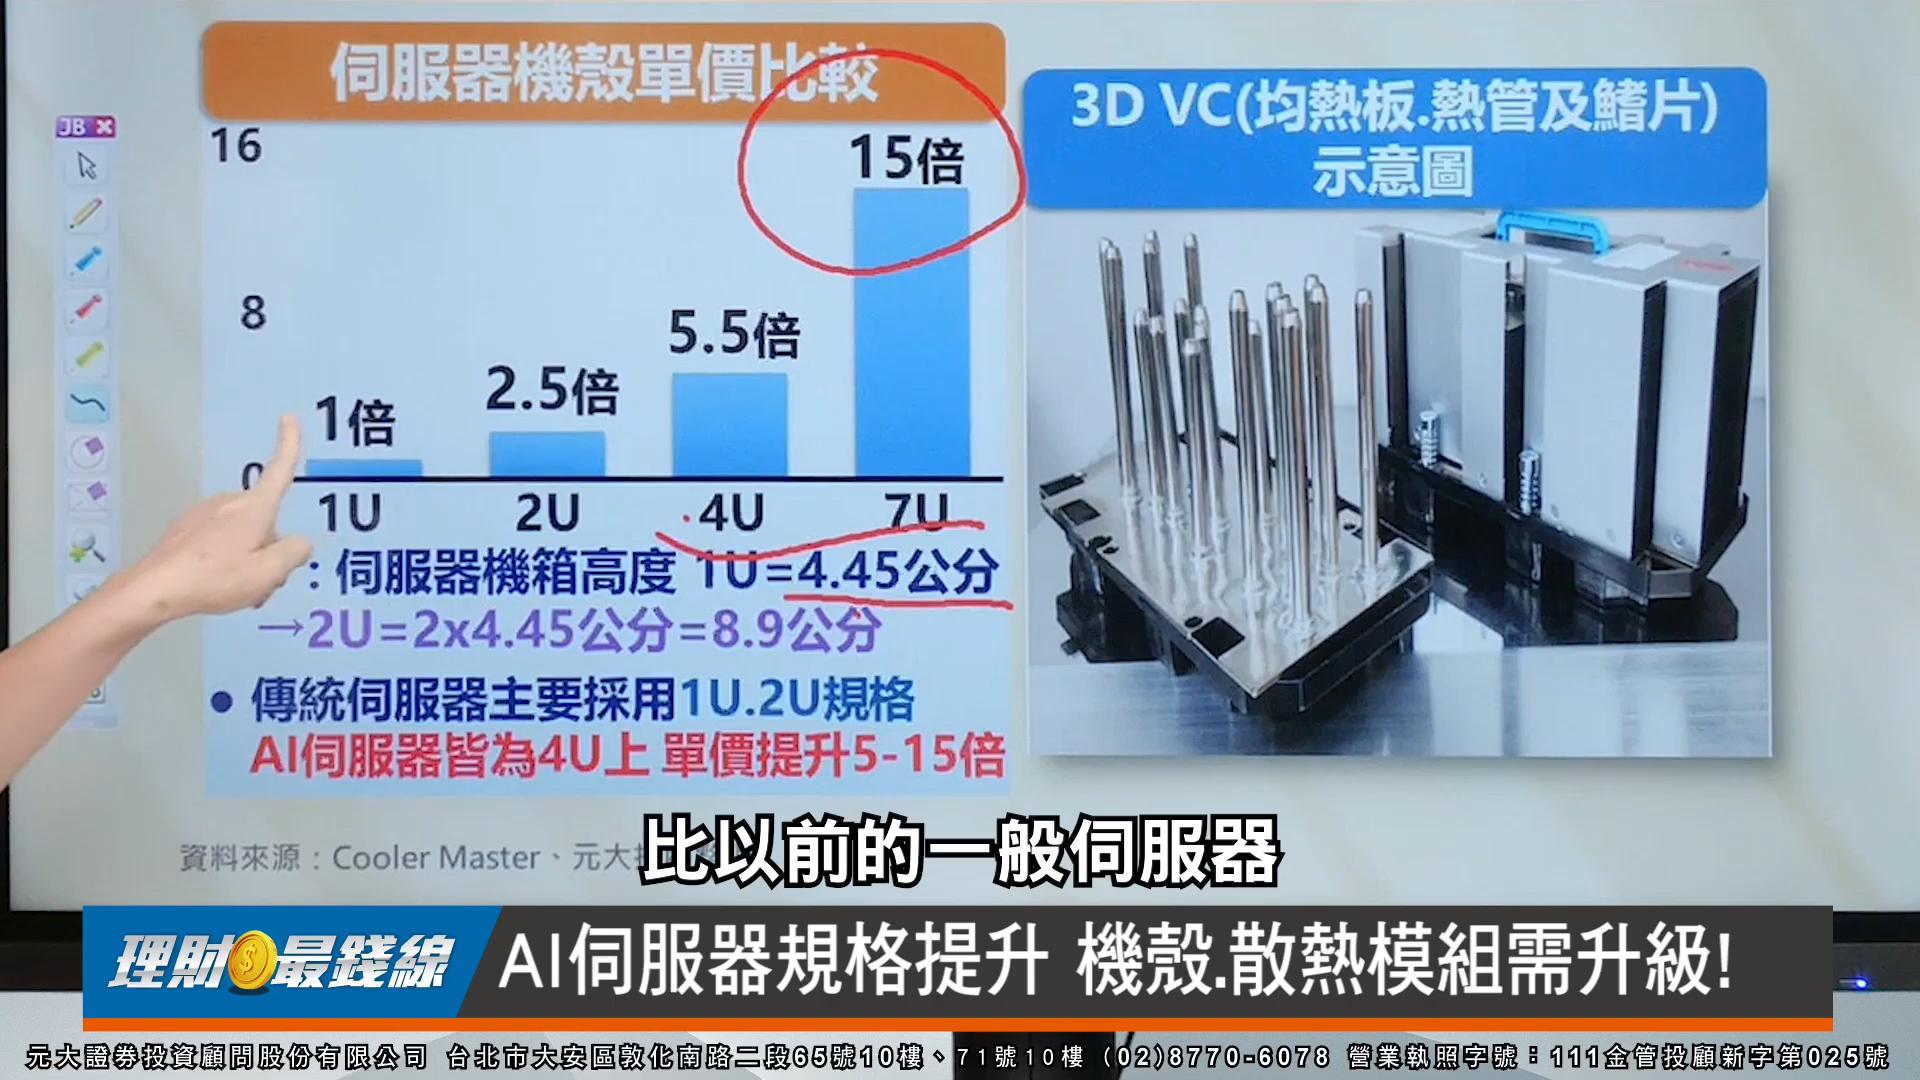 伺服器機殼單價比較
16
8
0
1倍
2.5倍
5.5倍
15倍
1U
2U
4U
7U
: 伺服器機箱高度 1U=4.45公分
→2U=2x4.45公分=8.9公分
● 傳統伺服器主要採用1U.2U規格
AI伺服器皆為4U上 單價提升5-15倍
JB
3D VC(均熱板.熱管及鰭片)
示意圖
資料來源：Cooler Master、元大
比以前的一般伺服器
理財最錢線
AI伺服器規格提升 機殼.散熱模組需升級!
元大證券投資顧問股份有限公司 台北市大安區敦化南路二段65號10樓、71號10樓 (02)8770-6078 營業執照字號：111金管投顧新字第025號